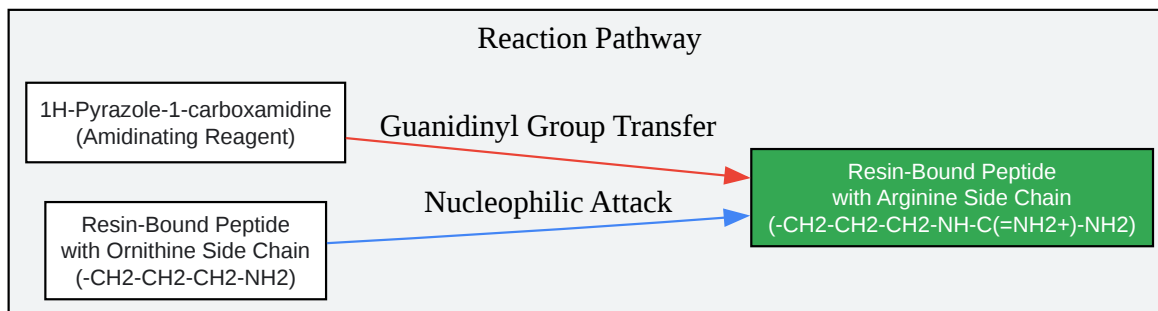 Reaction Pathway
1H-Pyrazole-1-carboxamidine
(Amidinating Reagent)
Guanidinyl Group Transfer
Resin-Bound Peptide
with Arginine Side Chain
(-CH2-CH2-CH2-NH-C(=NH2+)-NH2)
Nucleophilic Attack
Resin-Bound Peptide
with Ornithine Side Chain
(-CH2-CH2-CH2-NH2)